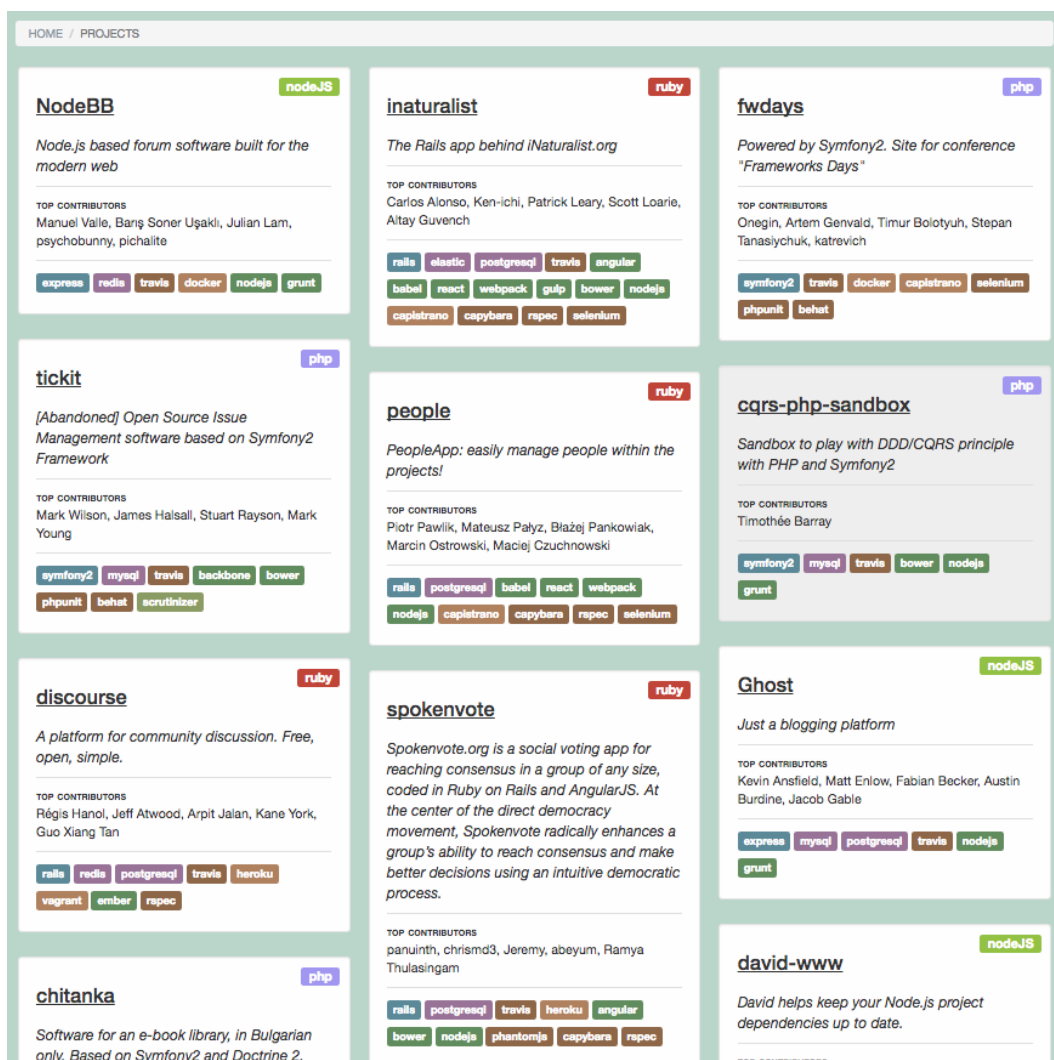 HOME / PROJECTS
nodeJS
NodeBB
Node.js based forum software built for the
modern web
TOP CONTRIBUTORS
Manuel Valle, Barış Soner Uşaklı, Julian Lam,
psychobunny, pichalite
express redis travis docker nodejs grunt
php
tickit
[Abandoned] Open Source Issue
Management software based on Symfony2
Framework
TOP CONTRIBUTORS
Mark Wilson, James Halsall, Stuart Rayson, Mark
Young
symfony2 mysql travis backbone bower
phpunit behat scrutinizer
ruby
discourse
A platform for community discussion. Free,
open, simple.
TOP CONTRIBUTORS
Régis Hanol, Jeff Atwood, Arpit Jalan, Kane York,
Guo Xiang Tan
rails redis postgresql travis heroku
vagrant ember rspec
php
chitanka
Software for an e-book library, in Bulgarian
only. Based on Symfony2 and Doctrine 2.
ruby
inaturalist
The Rails app behind iNaturalist.org
TOP CONTRIBUTORS
Carlos Alonso, Ken-ichi, Patrick Leary, Scott Loarie,
Altay Guvench
rails elastic postgresql travis angular
babel react webpack gulp bower nodejs
capistrano capybara rspec selenium
ruby
people
PeopleApp: easily manage people within the
projects!
TOP CONTRIBUTORS
Piotr Pawlik, Mateusz Pałyz, Błażej Pankowiak,
Marcin Ostrowski, Maciej Czuchnowski
rails postgresql babel react webpack
nodejs capistrano capybara rspec selenium
ruby
spokenvote
Spokenvote.org is a social voting app for
reaching consensus in a group of any size,
coded in Ruby on Rails and AngularJS. At
the center of the direct democracy
movement, Spokenvote radically enhances a
group's ability to reach consensus and make
better decisions using an intuitive democratic
process.
TOP CONTRIBUTORS
panuinth, chrismd3, Jeremy, abeyum, Ramya
Thulasingam
rails postgresql travis heroku angular
bower nodejs phantomjs capybara rspec
php
fwdays
Powered by Symfony2. Site for conference
"Frameworks Days"
TOP CONTRIBUTORS
Onegin, Artem Genvald, Timur Bolotyuh, Stepan
Tanasiychuk, katrevich
symfony2 travis docker capistrano selenium
phpunit behat
php
cqrs-php-sandbox
Sandbox to play with DDD/CQRS principle
with PHP and Symfony2
TOP CONTRIBUTORS
Timothée Barray
symfony2 mysql travis bower nodejs
grunt
nodeJS
Ghost
Just a blogging platform
TOP CONTRIBUTORS
Kevin Ansfield, Matt Enlow, Fabian Becker, Austin
Burdine, Jacob Gable
express mysql postgresql travis nodejs
grunt
nodeJS
david-www
David helps keep your Node.js project
dependencies up to date.